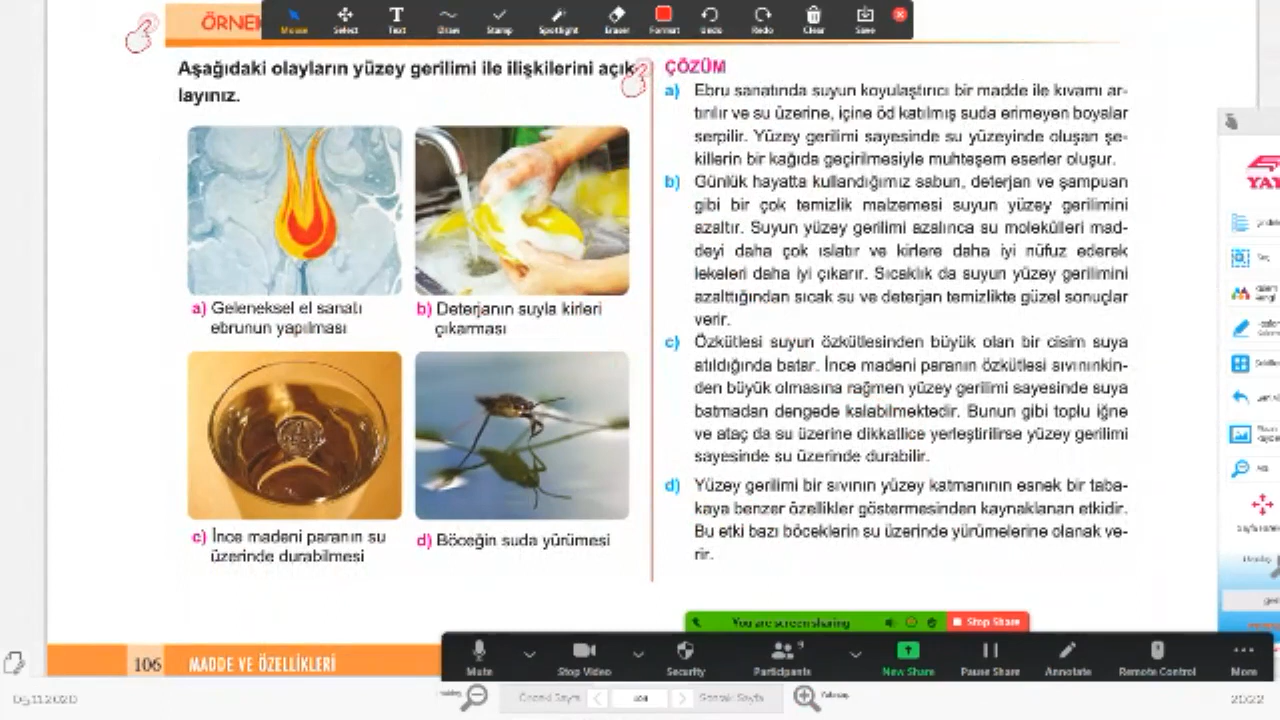 ÖRNEK
Mouse Select Text Draw Stamp Spotlight Eraser Format Undo Redo Clear Save
Aşağıdaki olayların yüzey gerilimi ile ilişkilerini açık-
layınız.
a) Geleneksel el sanatı
ebrunun yapılması
b) Deterjanın suyla kirleri
çıkarması
c) İnce madeni paranın su
üzerinde durabilmesi
d) Böceğin suda yürümesi
ÇÖZÜM
a) Ebru sanatında suyun koyulaştırıcı bir madde ile kıvamı ar-
tırılır ve su üzerine, içine öd katılmış suda erimeyen boyalar
serpilir. Yüzey gerilimi sayesinde su yüzeyinde oluşan şe-
killerin bir kağıda geçirilmesiyle muhteşem eserler oluşur.
b) Günlük hayatta kullandığımız sabun, deterjan ve şampuan
gibi bir çok temizlik malzemesi suyun yüzey gerilimini
azaltır. Suyun yüzey gerilimi azalınca su molekülleri mad-
deyi daha çok ıslatır ve kirlere daha iyi nüfuz ederek
lekeleri daha iyi çıkarır. Sıcaklık da suyun yüzey gerilimini
azalttığından sıcak su ve deterjan temizlikte güzel sonuçlar
verir.
c) Özkütlesi suyun özkütlesinden büyük olan bir cisim suya
atıldığında batar. İnce madeni paranın özkütlesi sıvınınkin-
den büyük olmasına rağmen yüzey gerilimi sayesinde suya
batmadan dengede kalabilmektedir. Bunun gibi toplu iğne
ve ataç da su üzerine dikkatlice yerleştirilirse yüzey gerilimi
sayesinde su üzerinde durabilir.
d) Yüzey gerilimi bir sıvının yüzey katmanının esnek bir taba-
kaya benzer özellikler göstermesinden kaynaklanan etkidir.
Bu etki bazı böceklerin su üzerinde yürümelerine olanak ve-
rir.
YAY
You are screen sharing Stop Share
106 MADDE VE ÖZELLİKLERİ
Mute Stop Video Security Participants 9 New Share Pause Share Annotate Remote Control More
05.11.2020 Önceki Sayfa Sonraki Sayfa 20:22